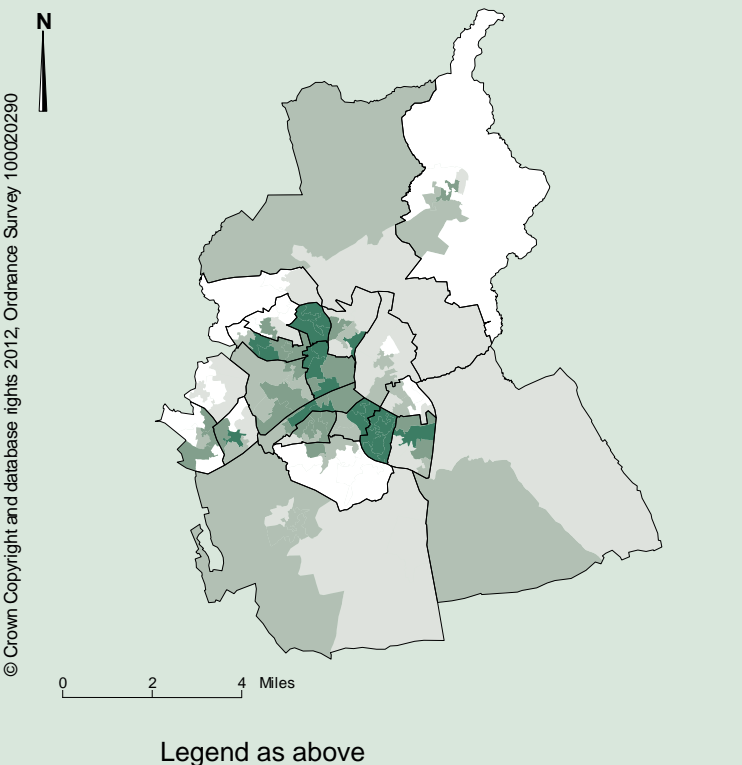 N
© Crown Copyright and database rights 2012, Ordnance Survey 100020290
0 2 4 Miles
Legend as above